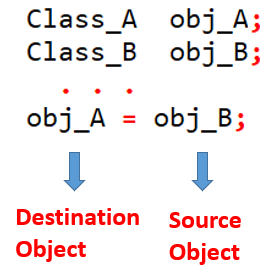 Class_A obj_A;
Class_B obj_B;
. . .
obj_A = obj_B;
Destination Source
Object Object